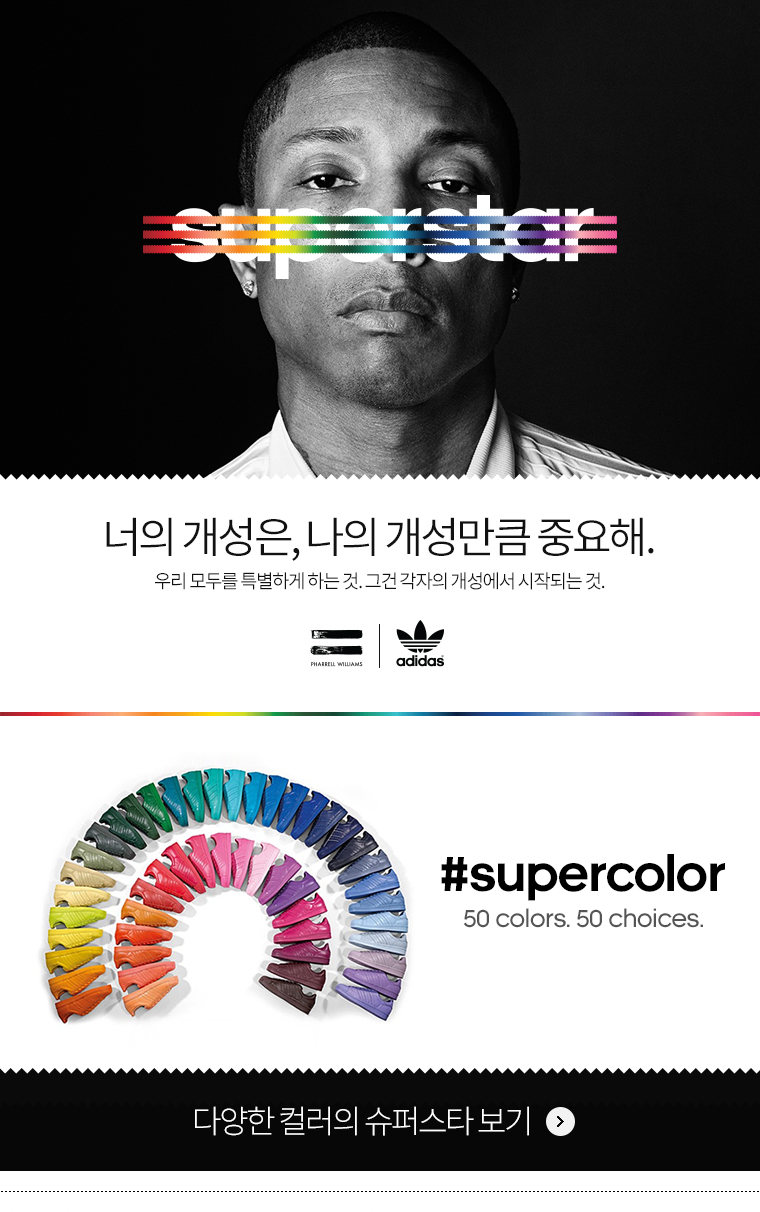 superstar
너의 개성은, 나의 개성만큼 중요해.
우리 모두를 특별하게 하는 것. 그건 각자의 개성에서 시작되는 것.
PHARRELL WILLIAMS
adidas
#supercolor
50 colors. 50 choices.
다양한 컬러의 슈퍼스타 보기